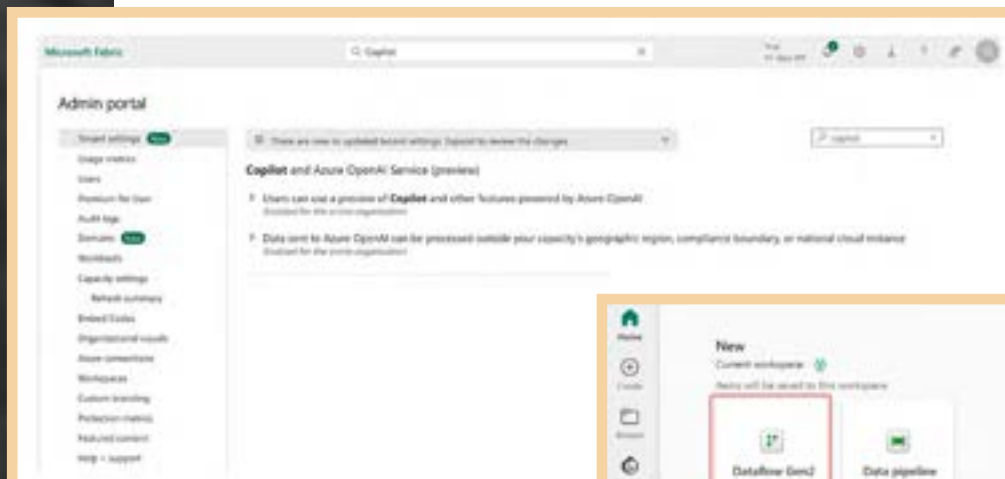 Microsoft Fabric
Copilot
Admin portal
Tenant settings New
Usage metrics
Users
Premium Per User
Audit logs
Domains New
Workloads
Capacity settings
Refresh summary
Embed Codes
Organizational visuals
Azure connections
Workspaces
Custom branding
Protection metrics
Featured content
Help + support
There are new or updated tenant settings. Expand to review the changes.
copilot
Copilot and Azure OpenAI Service (preview)
Users can use a preview of Copilot and other features powered by Azure OpenAI
Enabled for the entire organization
Data sent to Azure OpenAI can be processed outside your capacity's geographic region, compliance boundary, or national cloud instance
Enabled for the entire organization
Home
Create
Browse
New
Current workspace
Items will be saved to this workspace
Dataflow Gen2
Data pipeline